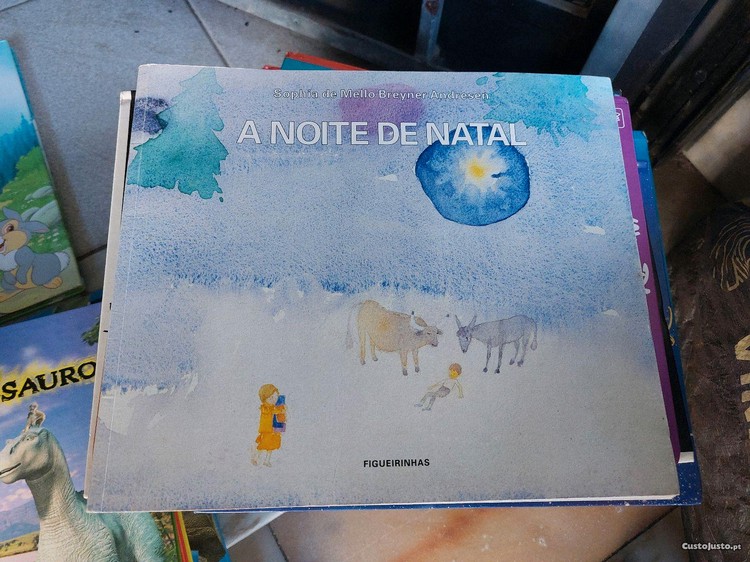 Sophia de Mello Breyner Andresen
A NOITE DE NATAL
FIGUEIRINHAS
SAURO
CustoJusto.pt